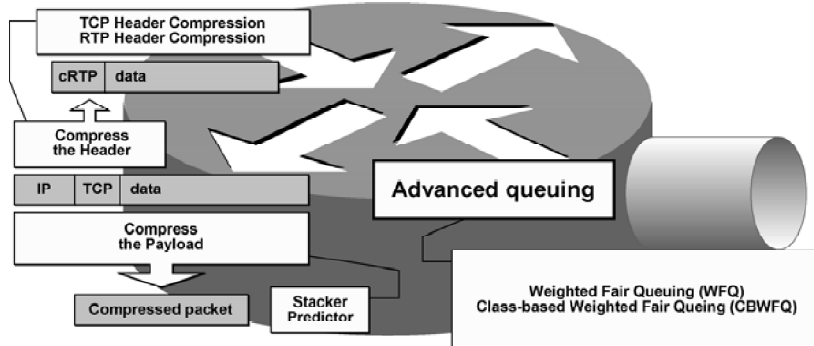 TCP Header Compression
RTP Header Compression
cRTP data
Compress
the Header
IP TCP data
Compress
the Payload
Compressed packet
Stacker
Predictor
Advanced queuing
Weighted Fair Queuing (WFQ)
Class-based Weighted Fair Queing (CBWFQ)